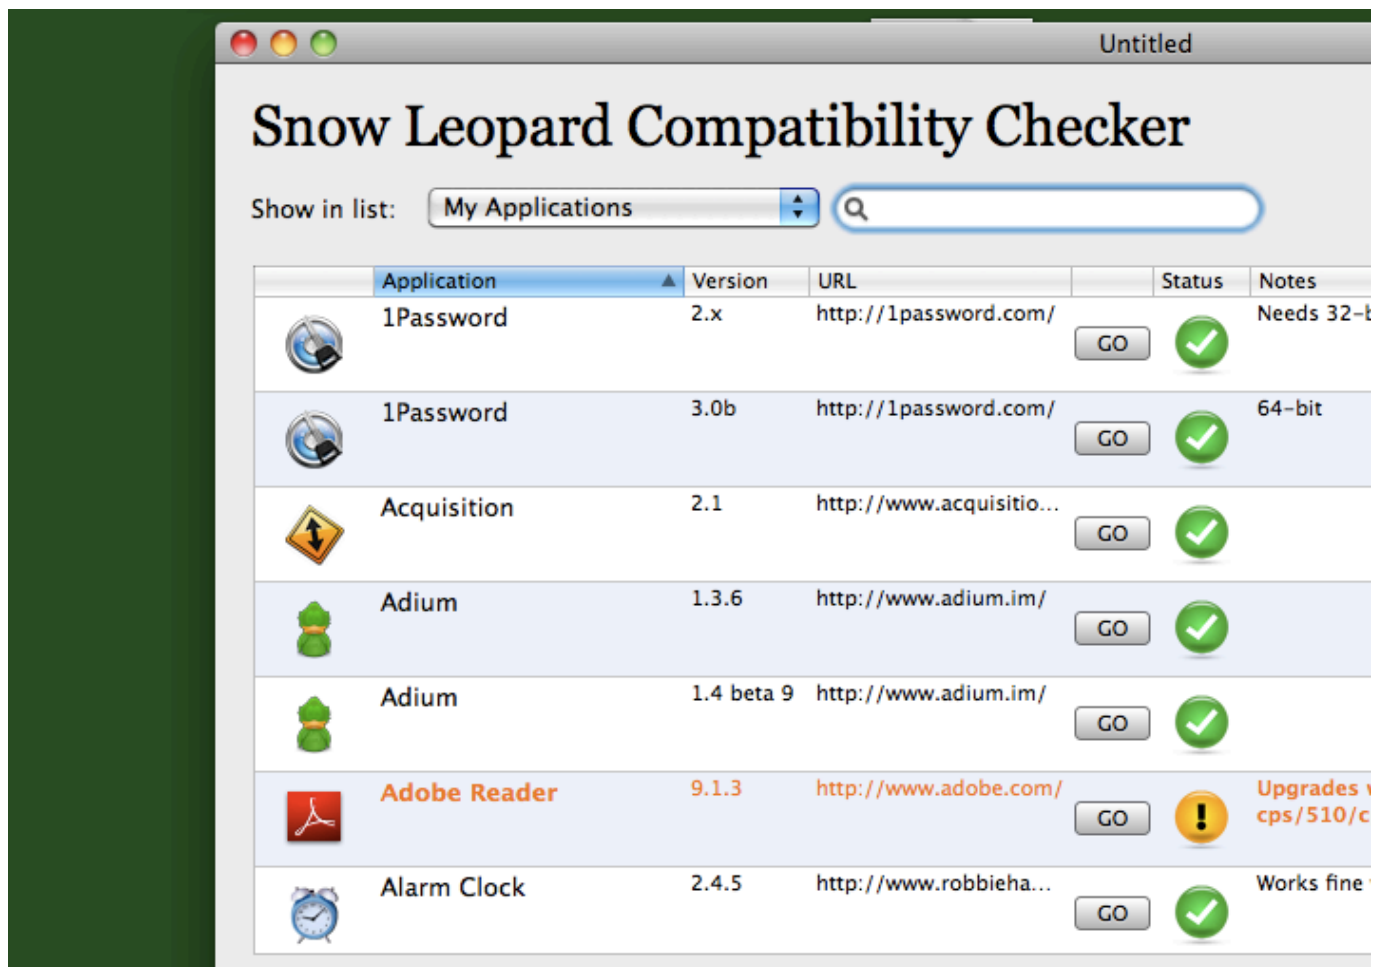 Untitled
Snow Leopard Compatibility Checker
Show in list: My Applications
Application Version URL Status Notes
1Password 2.x http://1password.com/ GO Needs 32-b
1Password 3.0b http://1password.com/ GO 64-bit
Acquisition 2.1 http://www.acquisitio... GO
Adium 1.3.6 http://www.adium.im/ GO
Adium 1.4 beta 9 http://www.adium.im/ GO
Adobe Reader 9.1.3 http://www.adobe.com/ GO Upgrades
cps/510/c
Alarm Clock 2.4.5 http://www.robbieha... GO Works fine